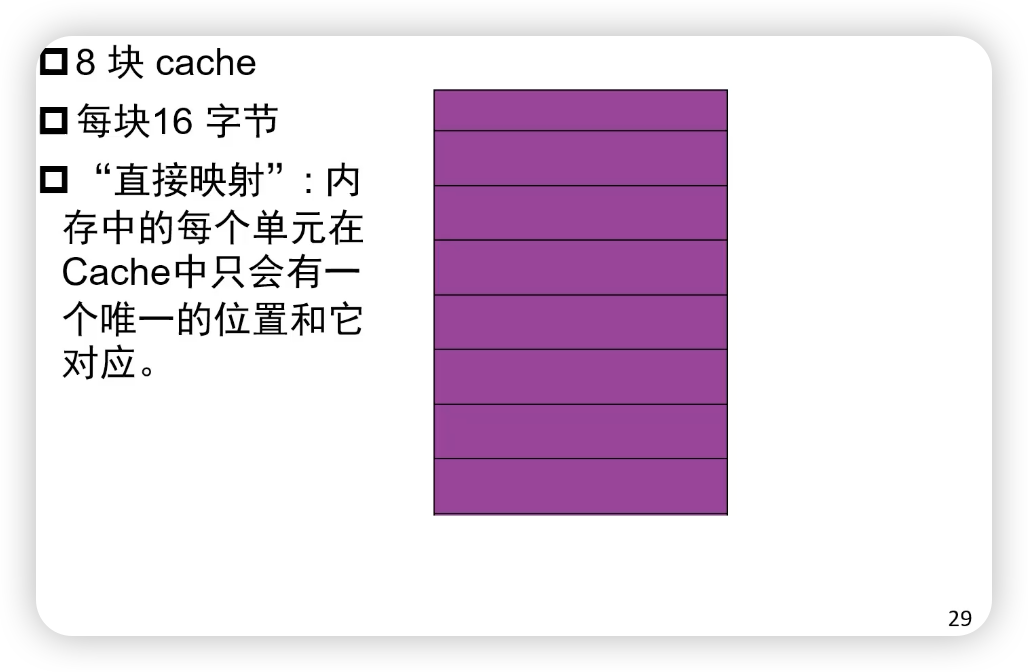 8 块 cache
每块16 字节
“直接映射”: 内
存中的每个单元在
Cache中只会有一
个唯一的位置和它
对应。
29